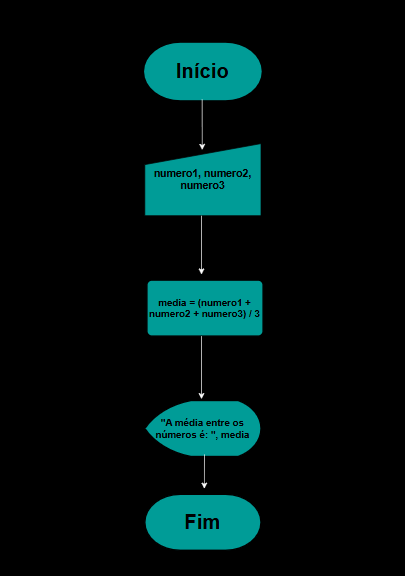 Início
numero1, numero2,
numero3
media = (numero1 +
numero2 + numero3) / 3
"A média entre os
números é: ", media
Fim